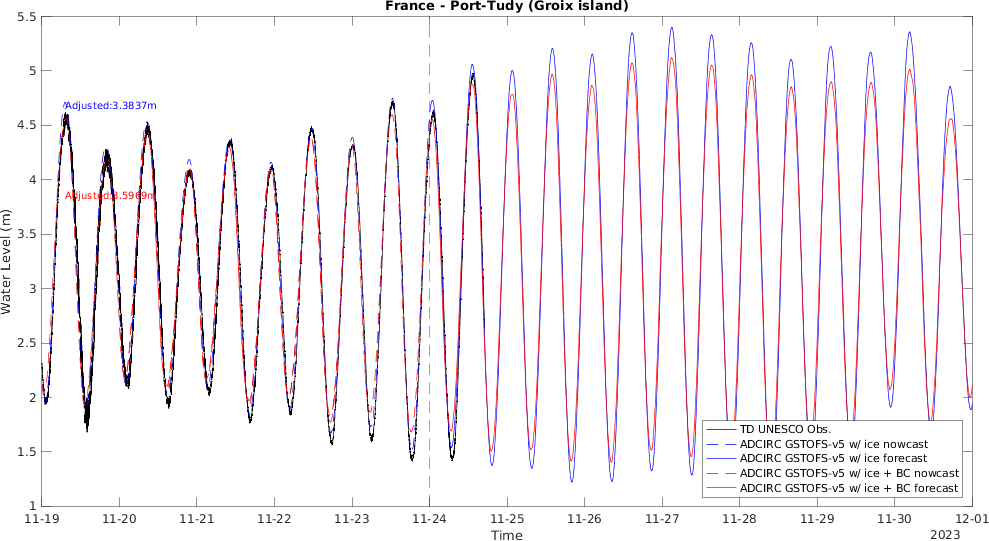 France - Port-Tudy (Groix island)
5.5
5
4.5
4
3.5
3
2.5
2
1.5
1
Water Level (m)
Adjusted:3.3837m
Adjusted:3.5969m
TD UNESCO Obs.
ADCIRC GSTOFS-v5 w/ ice nowcast
ADCIRC GSTOFS-v5 w/ ice forecast
ADCIRC GSTOFS-v5 w/ ice + BC nowcast
ADCIRC GSTOFS-v5 w/ ice + BC forecast
11-19 11-20 11-21 11-22 11-23 11-24 11-25 11-26 11-27 11-28 11-29 11-30 12-01
Time
2023